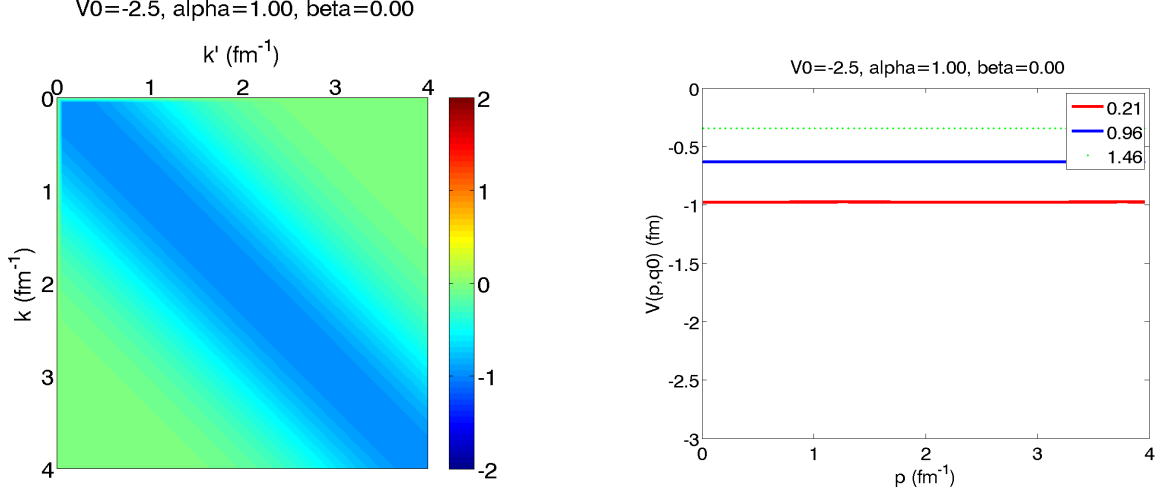 V0=-2.5, alpha=1.00, beta=0.00
k' (fm-1)
0 1 2 3 4
0
1
2
3
4
k (fm-1)
2
1
0
-1
-2
V0=-2.5, alpha=1.00, beta=0.00
0
-0.5
-1
-1.5
-2
-2.5
-3
V(p,q0) (fm)
0.21
0.96
1.46
0 1 2 3 4
p (fm-1)